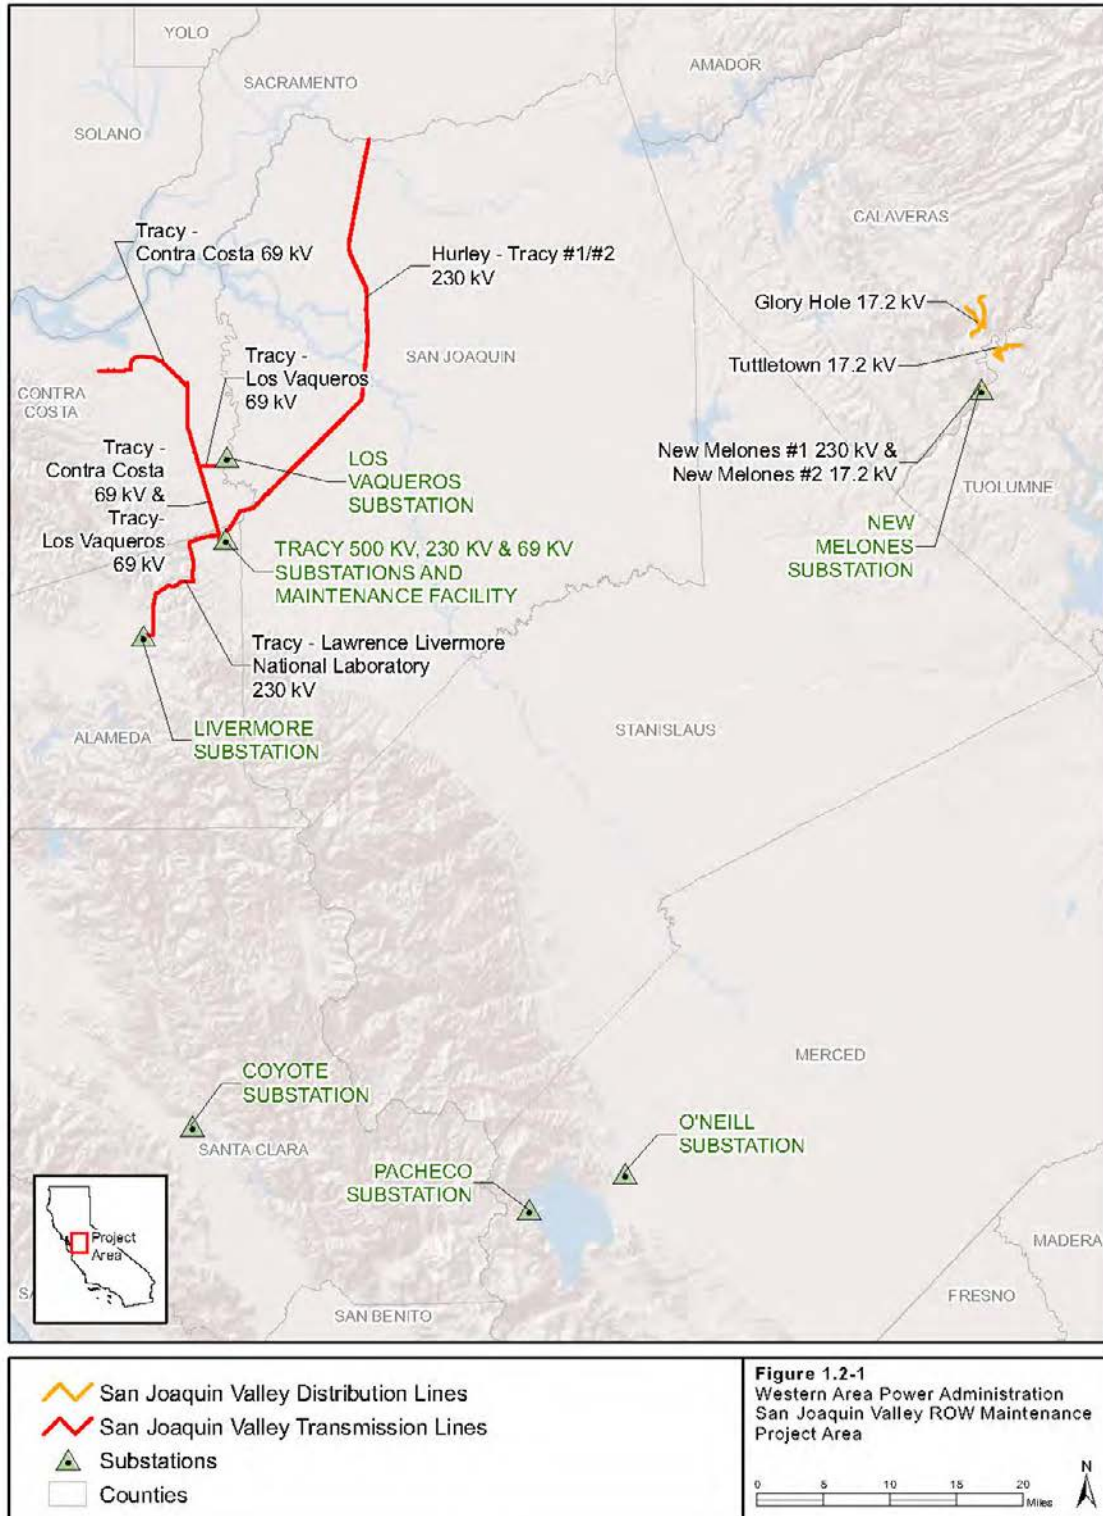 YOLO
SACRAMENTO
AMADOR
SOLANO
CALAVERAS
Tracy -
Contra Costa 69 kV
Hurley - Tracy #1/#2
230 kV
Glory Hole 17.2 kV
Tracy -
Los Vaqueros
69 kV
SAN JOAQUIN
Tuttletown 17.2 kV
CONTRA
COSTA
Tracy -
Contra Costa
69 kV &
Tracy-
Los Vaqueros
69 kV
LOS
VAQUEROS
SUBSTATION
New Melones #1 230 kV &
New Melones #2 17.2 kV
TUOLUMNE
NEW
MELONES
SUBSTATION
TRACY 500 KV, 230 KV & 69 KV
SUBSTATIONS AND
MAINTENANCE FACILITY
Tracy - Lawrence Livermore
National Laboratory
230 kV
LIVERMORE
SUBSTATION
ALAMEDA
STANISLAUS
MERCED
COYOTE
SUBSTATION
SANTA CLARA
O'NEILL
SUBSTATION
PACHECO
SUBSTATION
Project
Area
MADERA
FRESNO
SAN BENITO
San Joaquin Valley Distribution Lines
San Joaquin Valley Transmission Lines
Substations
Counties
Figure 1.2-1
Western Area Power Administration
San Joaquin Valley ROW Maintenance
Project Area
N
0 5 10 15 20
Miles